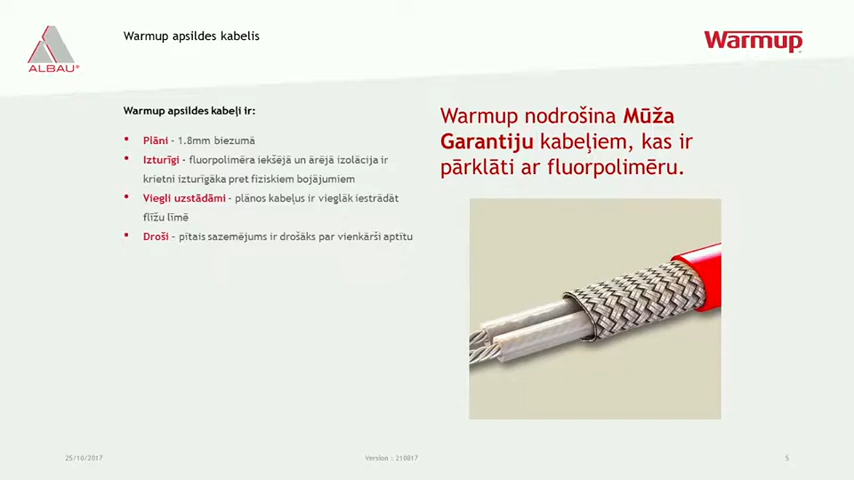 Warmup apsildes kabelis
ALBAU®
Warmup
Warmup apsildes kabeļi ir:
• Plāni - 1.8mm biezumā
• Izturīgi - fluorpolimēra iekšējā un ārējā izolācija ir
krietni izturīgāka pret fiziskiem bojājumiem
• Viegli uzstādāmi - plānos kabeļus ir vieglāk iestrādāt
flīžu līmē
• Droši - pītais sazemējums ir drošāks par vienkārši aptītu
Warmup nodrošina Mūža
Garantiju kabeļiem, kas ir
pārklāti ar fluorpolimēru.
25/10/2017
Version : 210817
5